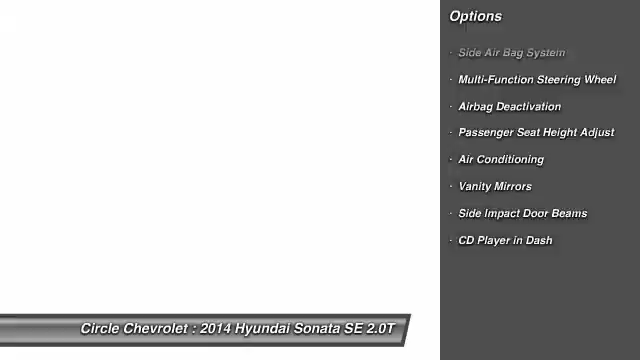 Options
· Side Air Bag System
· Multi-Function Steering Wheel
· Airbag Deactivation
· Passenger Seat Height Adjust
· Air Conditioning
· Vanity Mirrors
· Side Impact Door Beams
· CD Player in Dash
Circle Chevrolet : 2014 Hyundai Sonata SE 2.0T